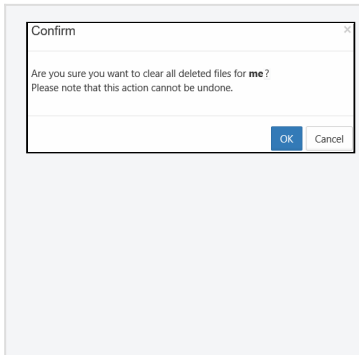 Confirm ×
Are you sure you want to clear all deleted files for me?
Please note that this action cannot be undone.
OK Cancel